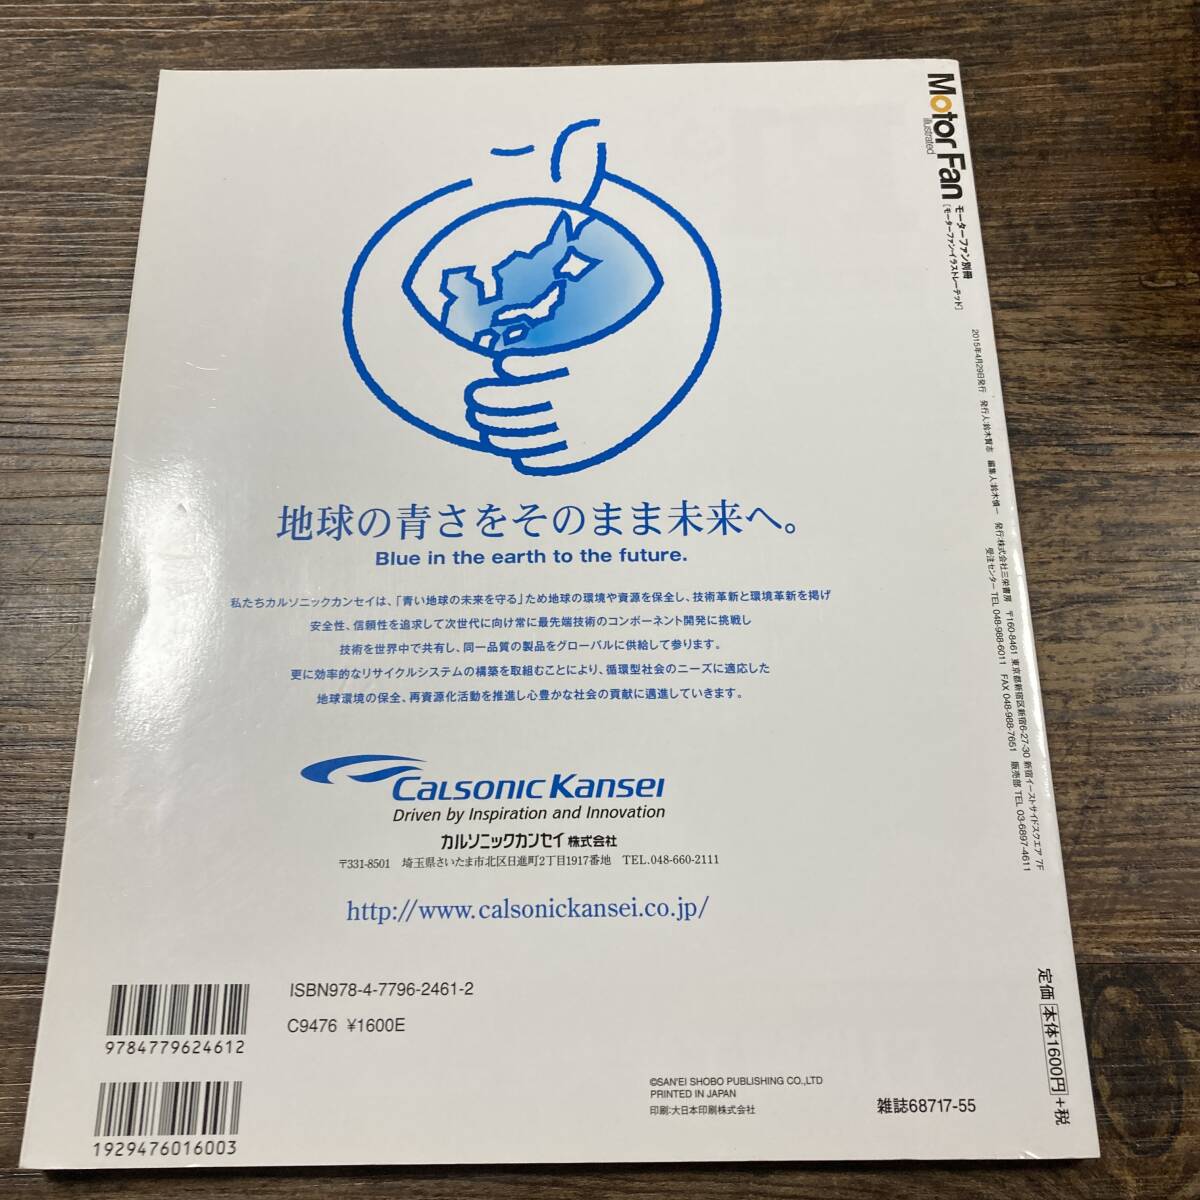 Motor Fan
illustrated
モーターファン別冊
［モーターファン・イラストレーテッド］
2015年4月29日発行 発行人:鈴木賢志 編集人:鈴木慎一 発行:株式会社三栄書房 〒160-8461 東京都新宿区新宿6-27-30 新宿イーストサイドスクエア 7F
受注センター TEL 048-988-6011 FAX 048-988-7651 販売部 TEL 03-6897-4611
定価 本体1600円 +税
地球の青さをそのまま未来へ。
Blue in the earth to the future.
私たちカルソニックカンセイは、「青い地球の未来を守る」ため地球の環境や資源を保全し、技術革新と環境革新を掲げ
安全性、信頼性を追求して次世代に向け常に最先端技術のコンポーネント開発に挑戦し
技術を世界中で共有し、同一品質の製品をグローバルに供給して参ります。
更に効率的なリサイクルシステムの構築を取組むことにより、循環型社会のニーズに適応した
地球環境の保全、再資源化活動を推進し心豊かな社会の貢献に邁進していきます。
CALSONIC KANSEI
Driven by Inspiration and Innovation
カルソニックカンセイ 株式会社
〒331-8501 埼玉県さいたま市北区日進町2丁目1917番地 TEL.048-660-2111
http://www.calsonickansei.co.jp/
ISBN978-4-7796-2461-2
C9476 ¥1600E
9784779624612
1929476016003
©SAN'EI SHOBO PUBLISHING CO.,LTD
PRINTED IN JAPAN
印刷:大日本印刷株式会社
雑誌68717-55